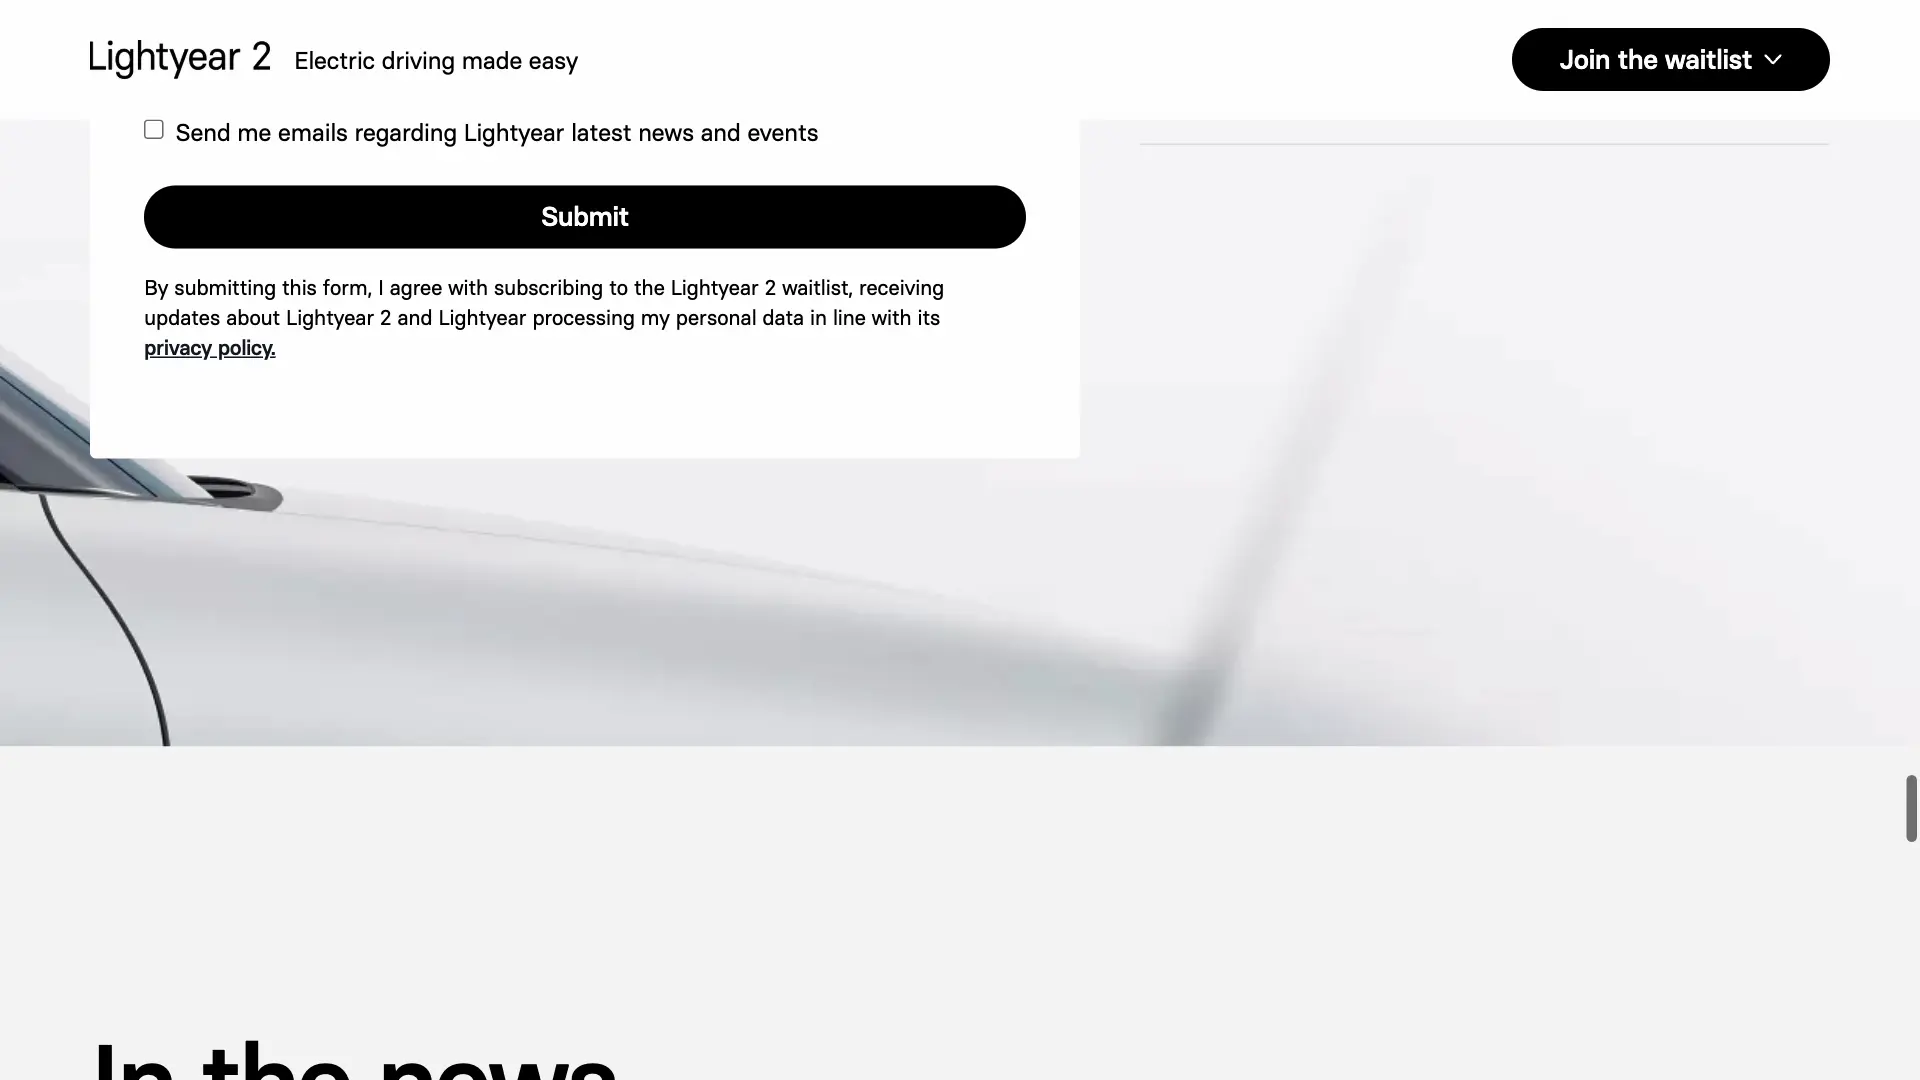 Lightyear 2 Electric driving made easy
Join the waitlist
Send me emails regarding Lightyear latest news and events
Submit
By submitting this form, I agree with subscribing to the Lightyear 2 waitlist, receiving
updates about Lightyear 2 and Lightyear processing my personal data in line with its
privacy policy.
In the news